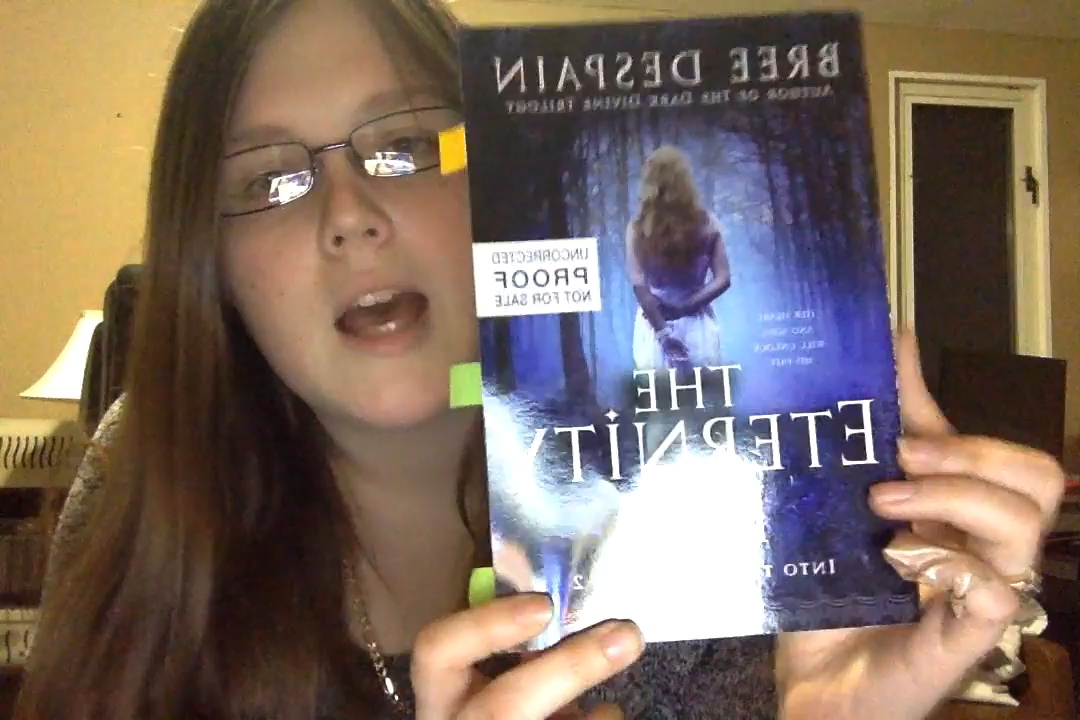 BREE DESPAIN
AUTHOR OF THE DARK DIVINE TRILOGY
UNCORRECTED
PROOF
NOT FOR SALE
HER HEART
AND SOUL
WILL UNLOCK
HIS FATE
THE
ETERNITY
INTO
2